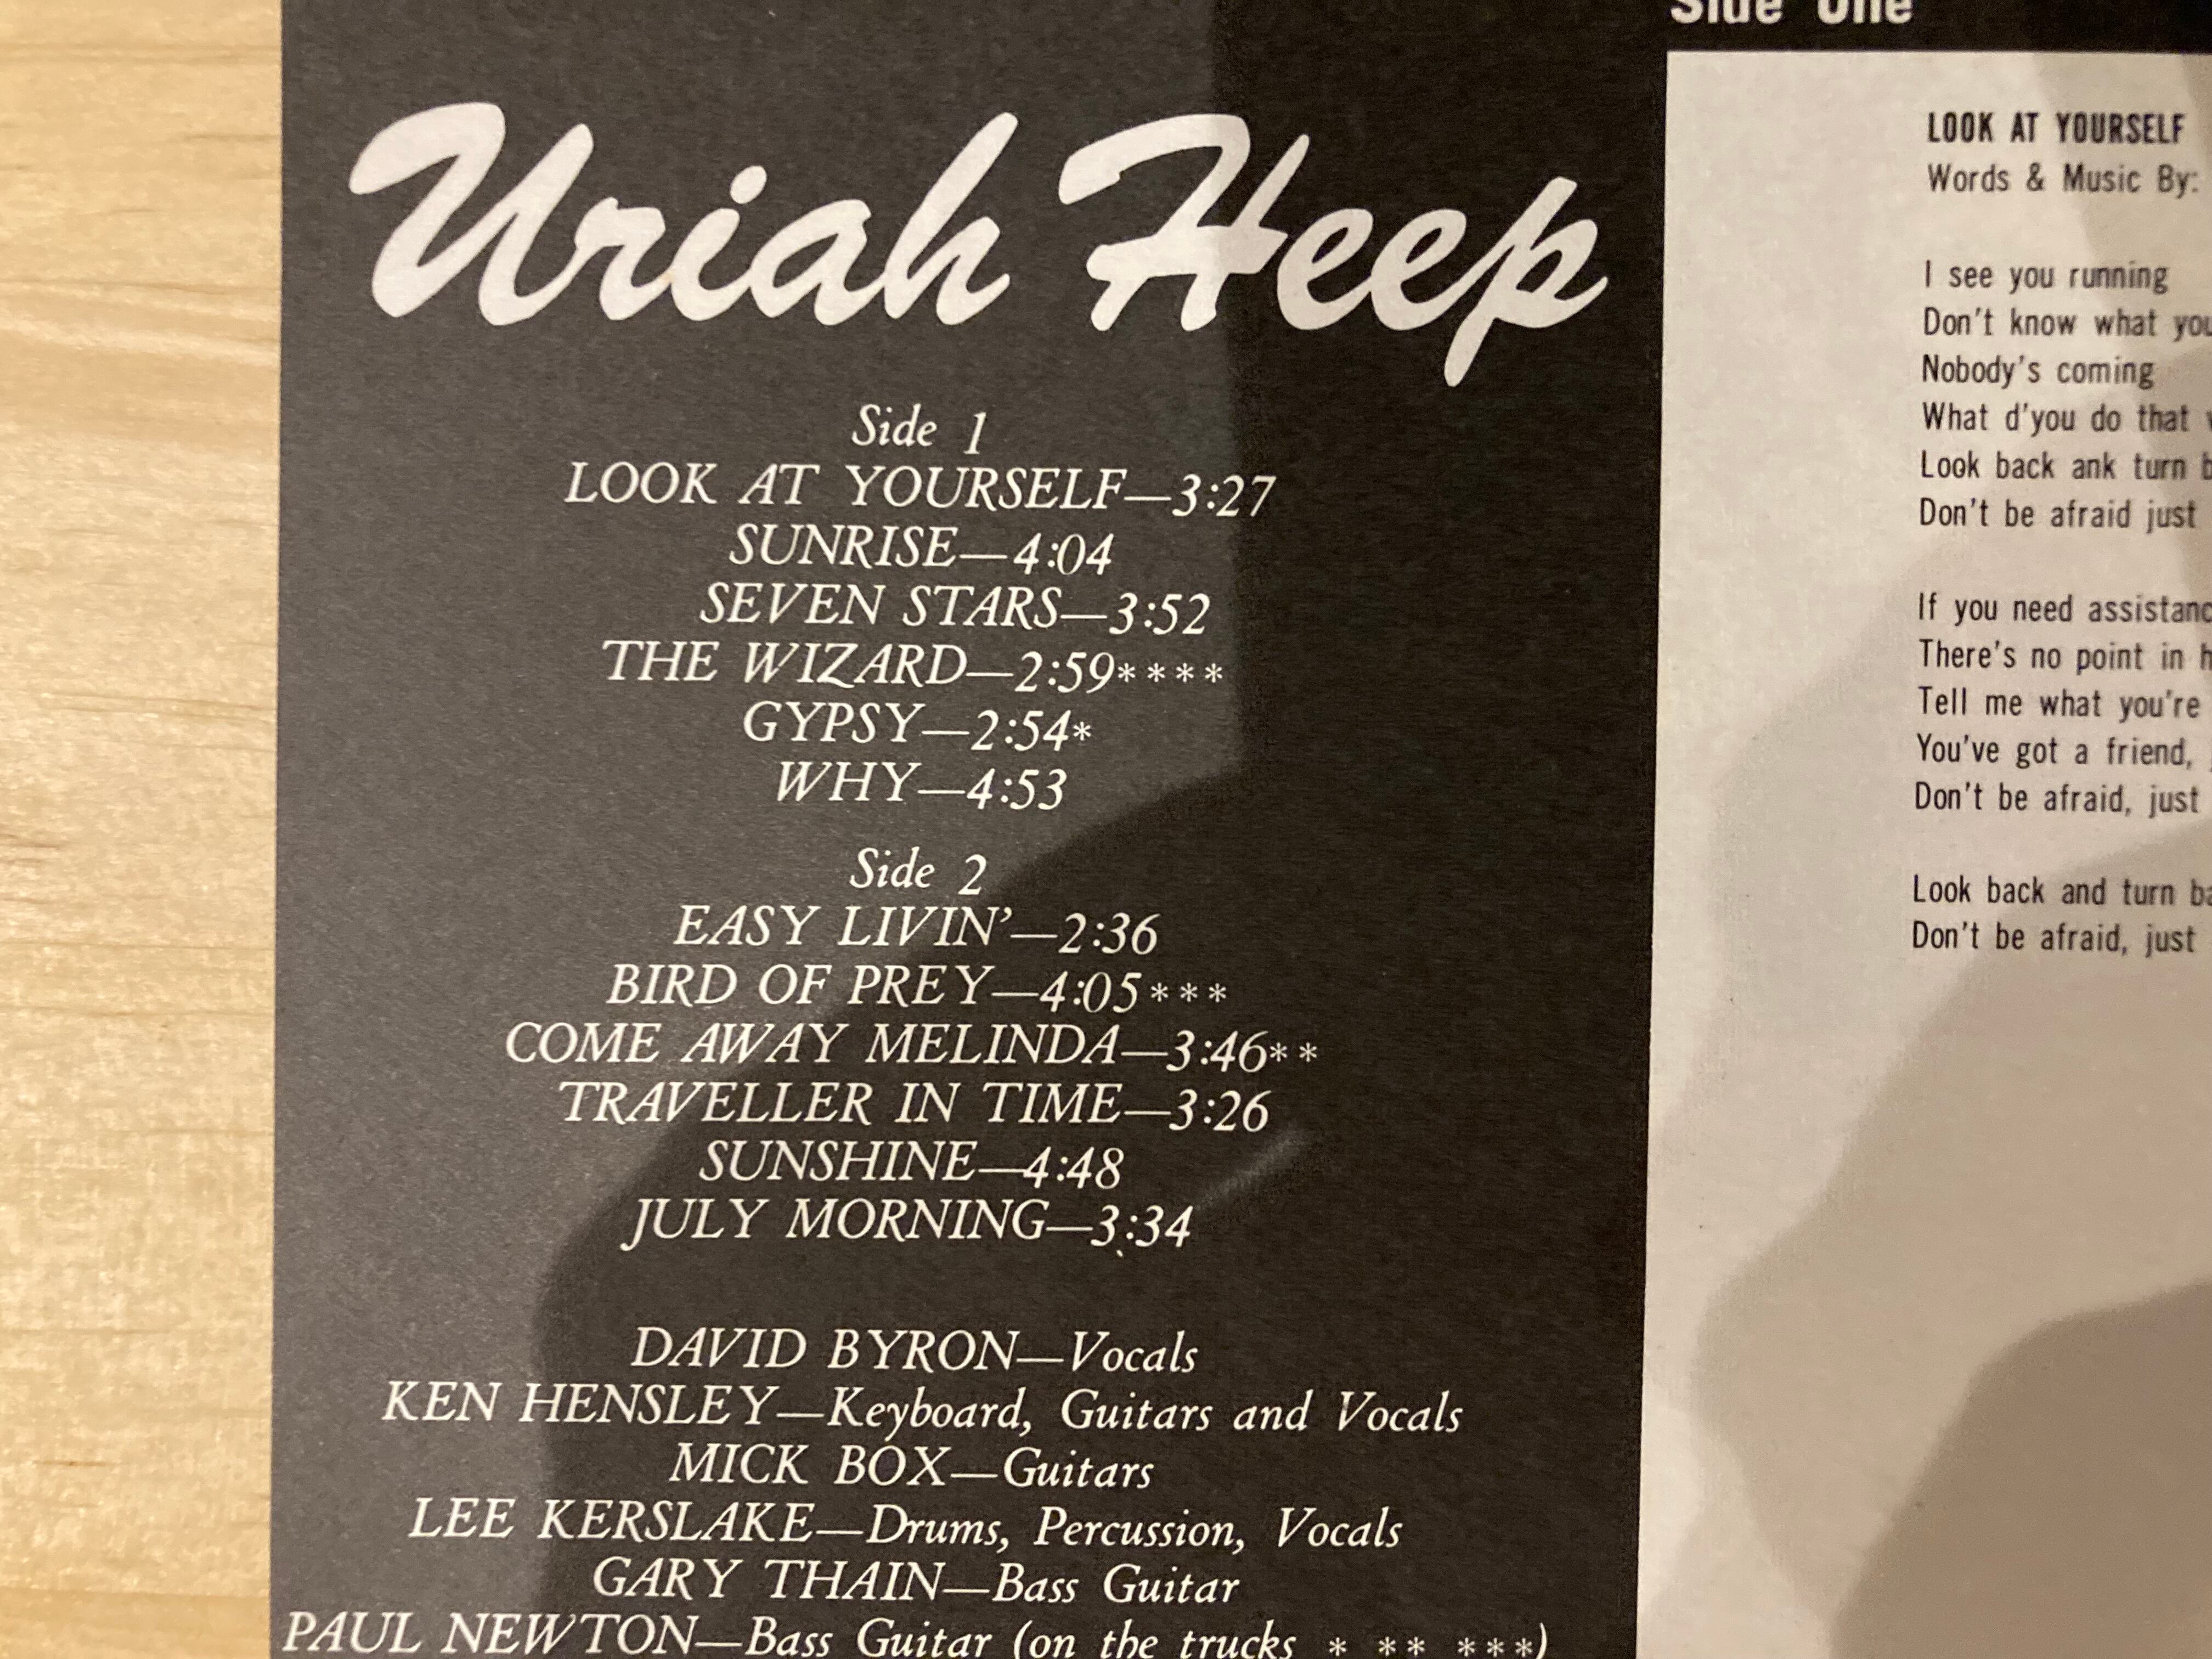 Uriah Heep
Side 1
LOOK AT YOURSELF—3:27
SUNRISE—4:04
SEVEN STARS—3:52
THE WIZARD—2:59****
GYPSY—2:54*
WHY—4:53
Side 2
EASY LIVIN'—2:36
BIRD OF PREY—4:05***
COME AWAY MELINDA—3:46**
TRAVELLER IN TIME—3:26
SUNSHINE—4:48
JULY MORNING—3:34
DAVID BYRON—Vocals
KEN HENSLEY—Keyboard, Guitars and Vocals
MICK BOX—Guitars
LEE KERSLAKE—Drums, Percussion, Vocals
GARY THAIN—Bass Guitar
PAUL NEWTON—Bass Guitar (on the trucks * ** ***)
Side One
LOOK AT YOURSELF
Words & Music By:
I see you running
Don't know what you
Nobody's coming
What d'you do that
Look back ank turn
Don't be afraid just
If you need
There's no point in
Tell me what you're
You've got a friend,
Don't be afraid, just
Look back and turn
Don't be afraid, just